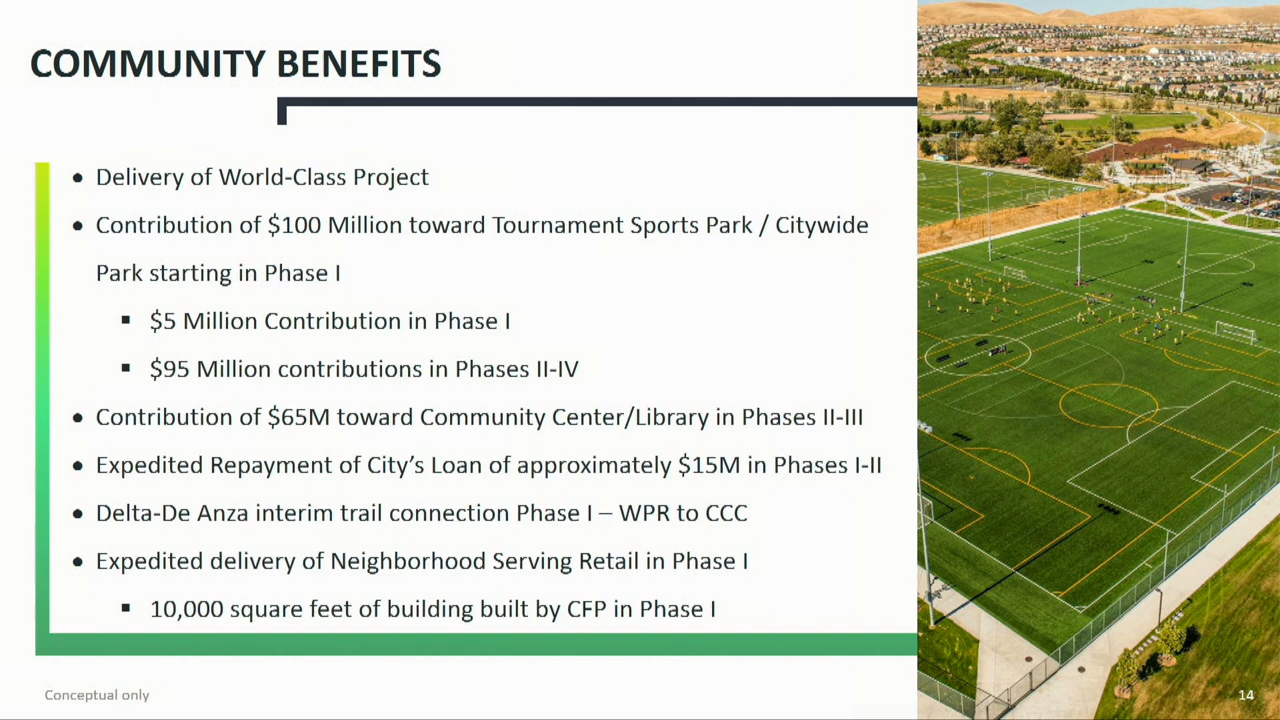 COMMUNITY BENEFITS
• Delivery of World-Class Project
• Contribution of $100 Million toward Tournament Sports Park / Citywide
Park starting in Phase I
▪ $5 Million Contribution in Phase I
▪ $95 Million contributions in Phases II-IV
• Contribution of $65M toward Community Center/Library in Phases II-III
• Expedited Repayment of City’s Loan of approximately $15M in Phases I-II
• Delta-De Anza interim trail connection Phase I – WPR to CCC
• Expedited delivery of Neighborhood Serving Retail in Phase I
▪ 10,000 square feet of building built by CFP in Phase I
Conceptual only
14